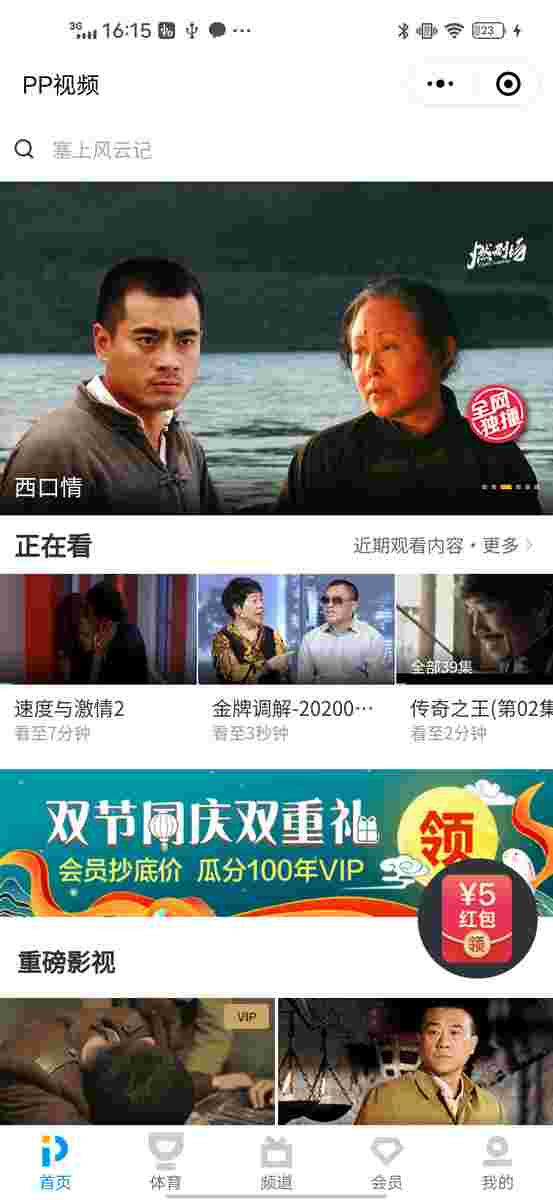 3G 16:15 23
PP视频
塞上风云记
燃剧场
全网
独播
西口情
正在看
近期观看内容·更多
全部39集
速度与激情2
金牌调解-20200…
传奇之王(第02集
看至7分钟
看至3秒钟
看至2分钟
双节同庆双重礼
会员抄底价 瓜分100年VIP
领
¥5
红包
领
重磅影视
VIP
首页
体育
频道
会员
我的